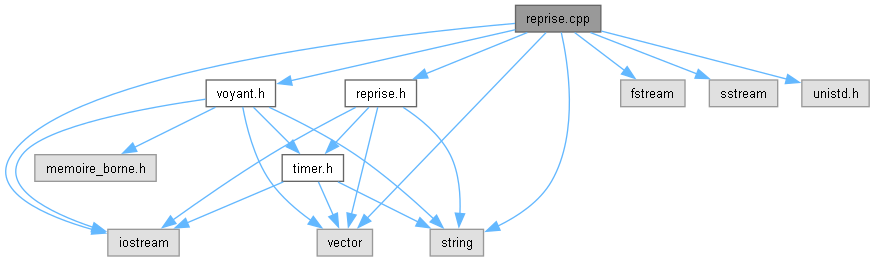 reprise.cpp
voyant.h
reprise.h
fstream
sstream
unistd.h
memoire_borne.h
timer.h
iostream
vector
string